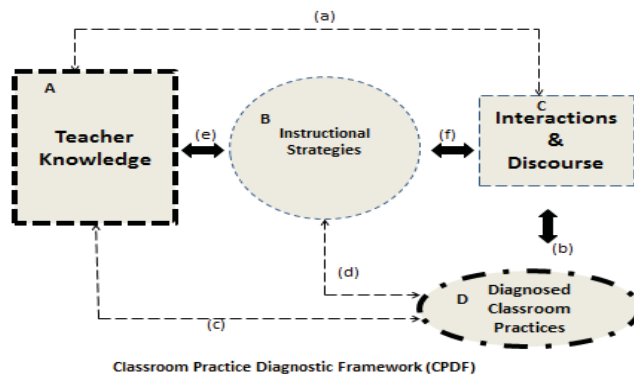 (a)
A
Teacher
Knowledge
(e)
B
Instructional
Strategies
(f)
C
Interactions
&
Discourse
(b)
(d)
D
Diagnosed
Classroom
Practices
(c)
Classroom Practice Diagnostic Framework (CPDF)